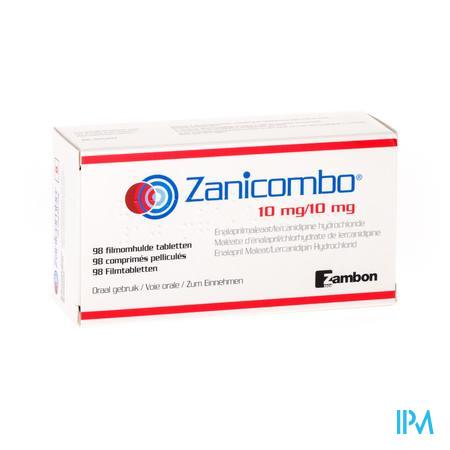 Zanicombo®
10 mg/10 mg
Enalaprilmaleaat/lercanidipine hydrochloride
Maléate d'énalapril/chlorhydrate de lercanidipine
Enalapril Maleat/Lercanidipin Hydrochlorid
98 filmomhulde tabletten
98 comprimés pelliculés
98 Filmtabletten
Oraal gebruik / Voie orale / Zum Einnehmen
Zambon
IPM